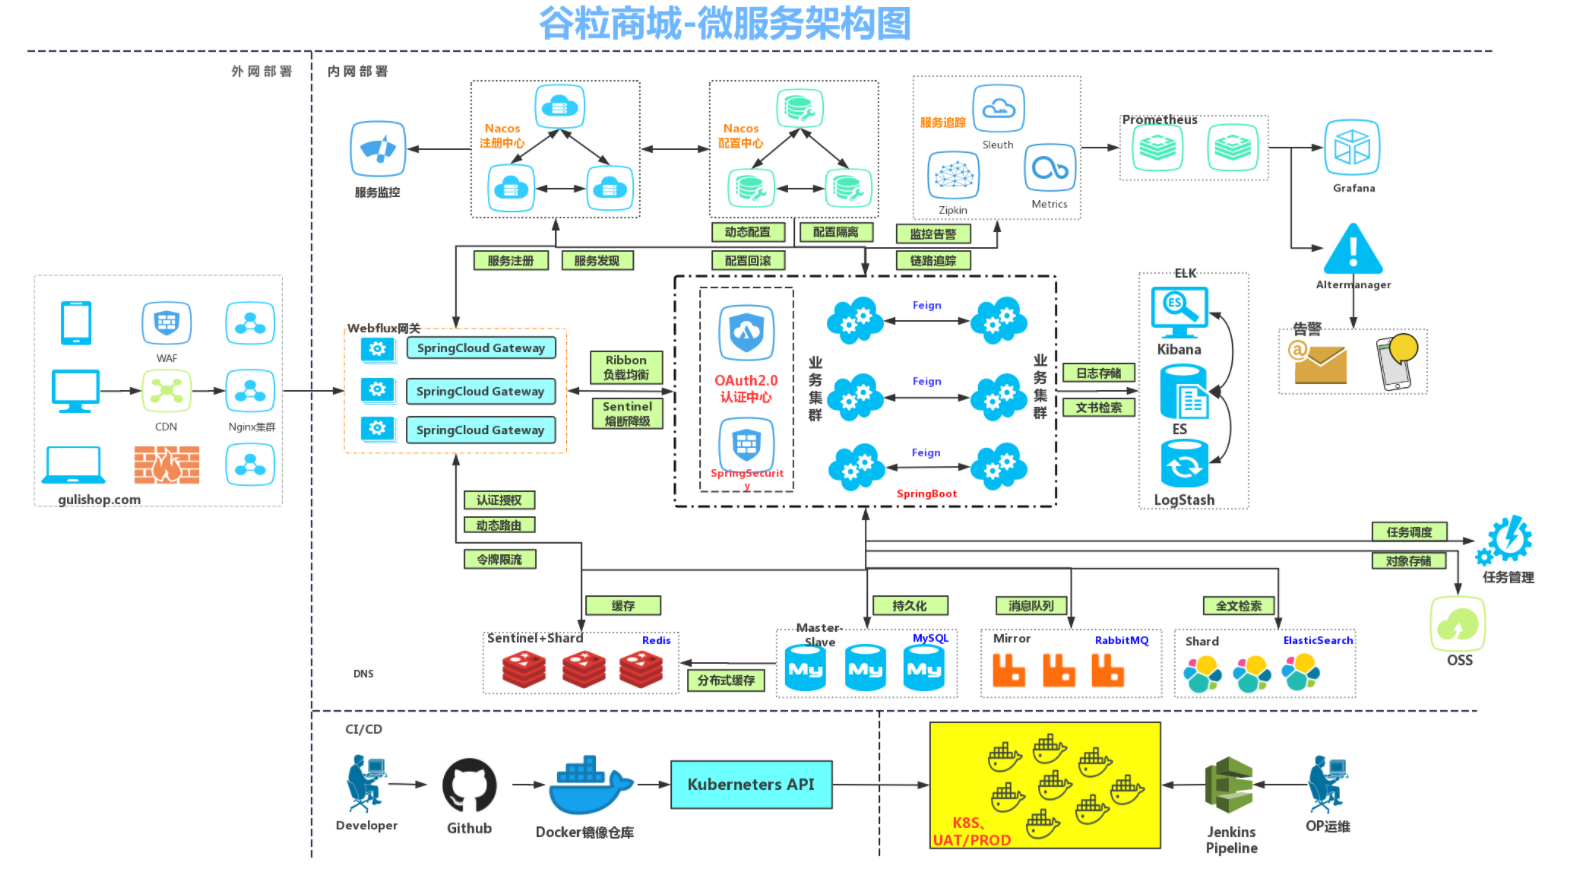 谷粒商城-微服务架构图
外网部署
内网部署
Nacos
注册中心
Nacos
配置中心
服务追踪
Sleuth
Zipkin
Metrics
Prometheus
Grafana
服务监控
动态配置
配置隔离
监控告警
服务注册
服务发现
配置回滚
链路追踪
Altermanager
告警
@
WAF
CDN
Nginx集群
gulishop.com
Webflux网关
SpringCloud Gateway
SpringCloud Gateway
SpringCloud Gateway
Ribbon
负载均衡
Sentinel
熔断降级
OAuth2.0
认证中心
SpringSecurit
y
业务集群
Feign
Feign
Feign
业务集群
SpringBoot
日志存储
文书检索
ELK
ES
Kibana
ES
LogStash
认证授权
动态路由
令牌限流
任务调度
对象存储
任务管理
OSS
缓存
持久化
消息队列
全文检索
Sentinel+Shard
Redis
Master-
Slave
MySQL
My
My
My
Mirror
RabbitMQ
Shard
ElasticSearch
分布式缓存
DNS
CI/CD
Developer
Github
Docker镜像仓库
Kuberneters API
K8S、
UAT/PROD
Jenkins
Pipeline
OP运维